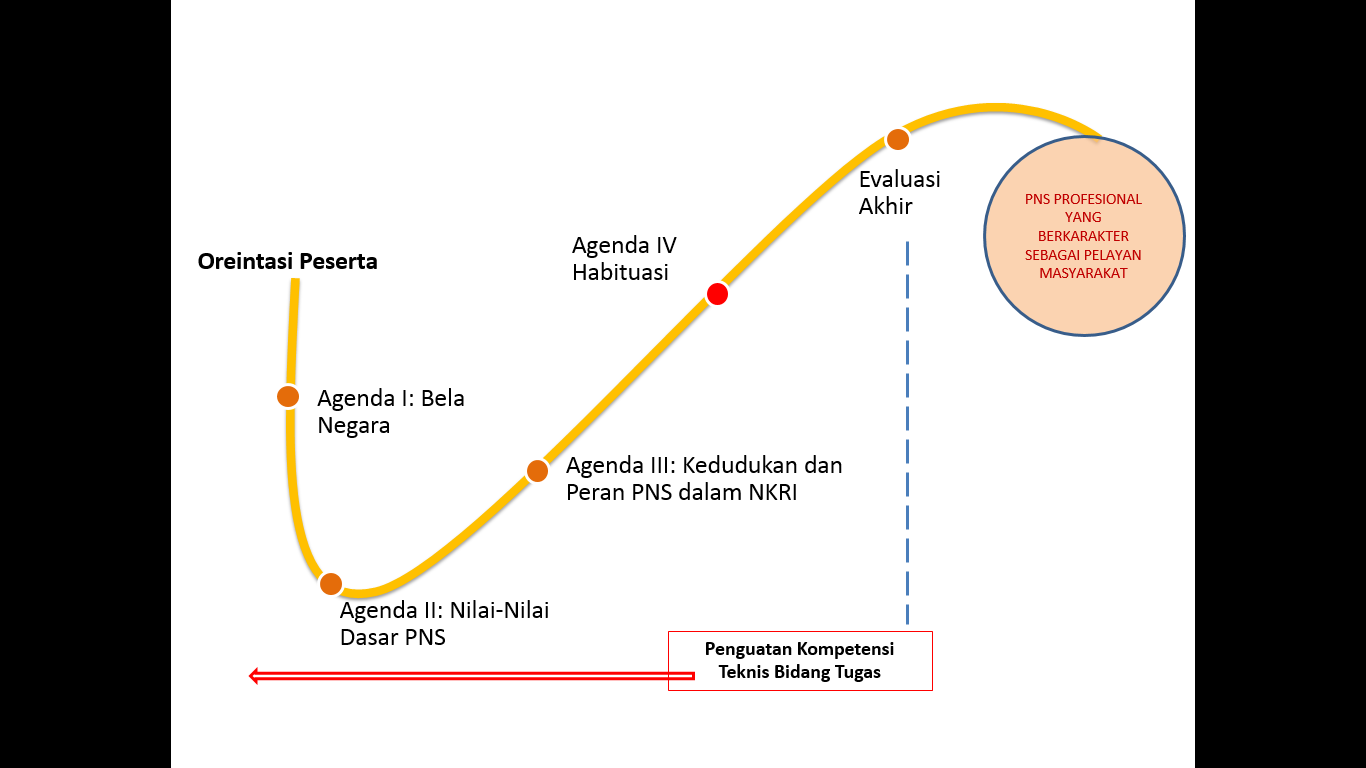 Oreintasi Peserta
Agenda I: Bela
Negara
Agenda II: Nilai-Nilai
Dasar PNS
Agenda III: Kedudukan dan
Peran PNS dalam NKRI
Agenda IV
Habituasi
Evaluasi
Akhir
PNS PROFESIONAL
YANG
BERKARAKTER
SEBAGAI PELAYAN
MASYARAKAT
Penguatan Kompetensi
Teknis Bidang Tugas